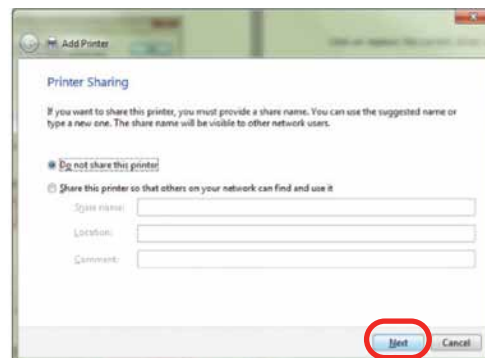 Add Printer
Printer Sharing
If you want to share this printer, you must provide a share name. You can use the suggested name or
type a new one. The share name will be visible to other network users.
Do not share this printer
Share this printer so that others on your network can find and use it
Share name:
Location:
Comment:
Next
Cancel